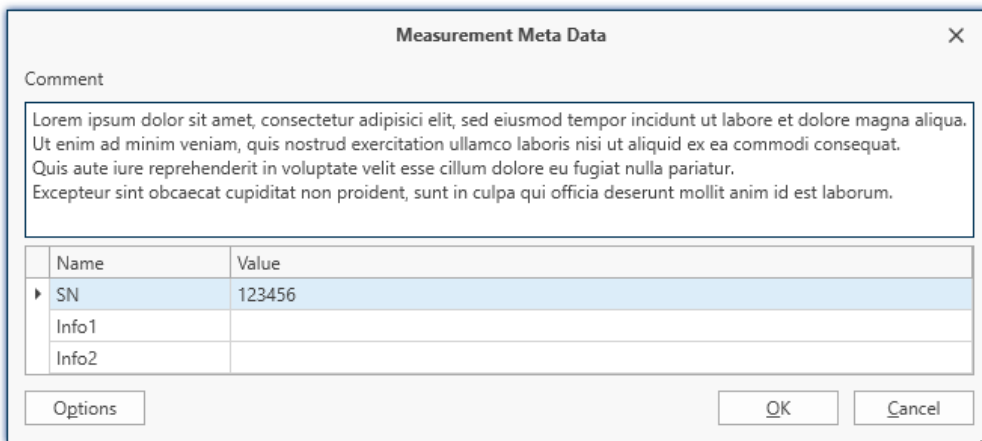 Measurement Meta Data
Comment
Lorem ipsum dolor sit amet, consectetur adipisici elit, sed eiusmod tempor incidunt ut labore et dolore magna aliqua.
Ut enim ad minim veniam, quis nostrud exercitation ullamco laboris nisi ut aliquid ex ea commodi consequat.
Quis aute iure reprehenderit in voluptate velit esse cillum dolore eu fugiat nulla pariatur.
Excepteur sint obcaecat cupiditat non proident, sunt in culpa qui officia deserunt mollit anim id est laborum.
Name Value
SN 123456
Info1
Info2
Options OK Cancel